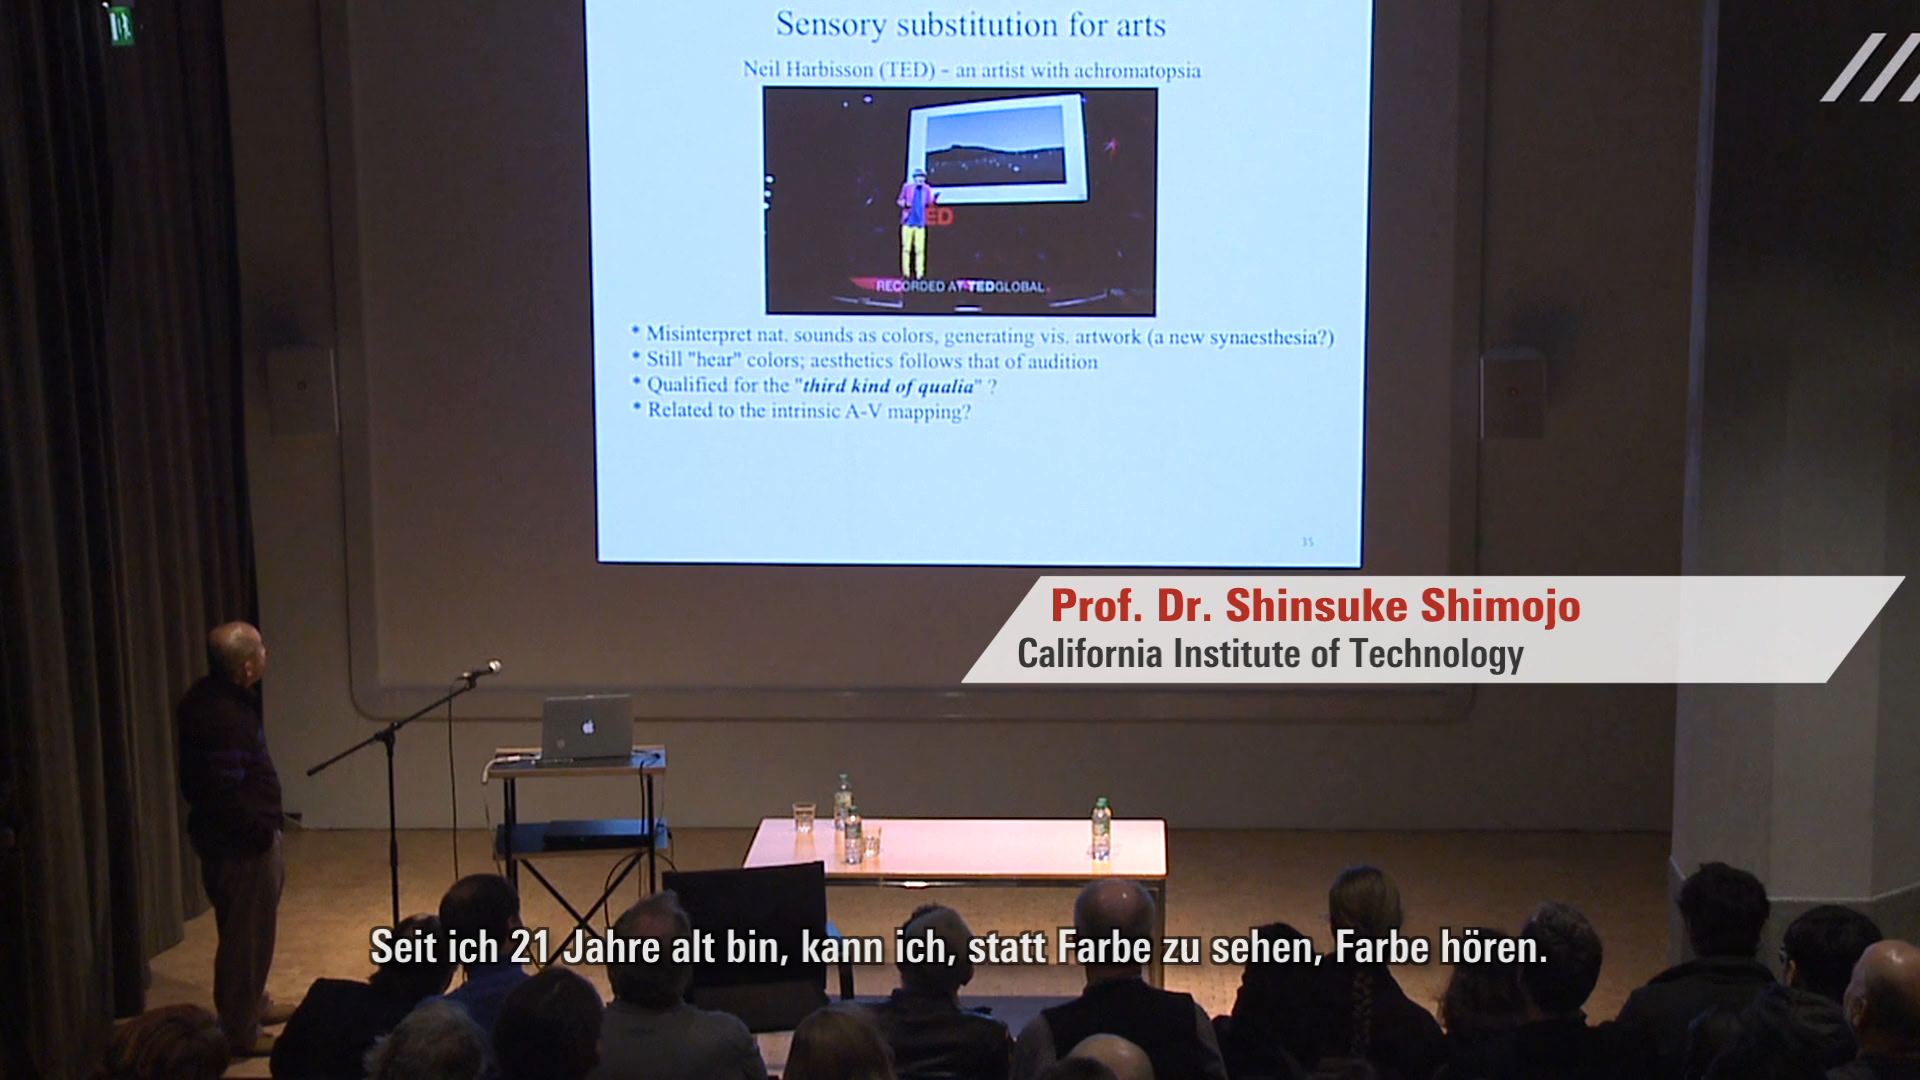 Sensory substitution for arts
Neil Harbisson (TED) - an artist with achromatopsia
TED
RECORDED AT TEDGLOBAL
* Misinterpret nat. sounds as colors, generating vis. artwork (a new synaesthesia?)
* Still "hear" colors; aesthetics follows that of audition
* Qualified for the "third kind of qualia" ?
* Related to the intrinsic A-V mapping?
35
Prof. Dr. Shinsuke Shimojo
California Institute of Technology
Seit ich 21 Jahre alt bin, kann ich, statt Farbe zu sehen, Farbe hören.